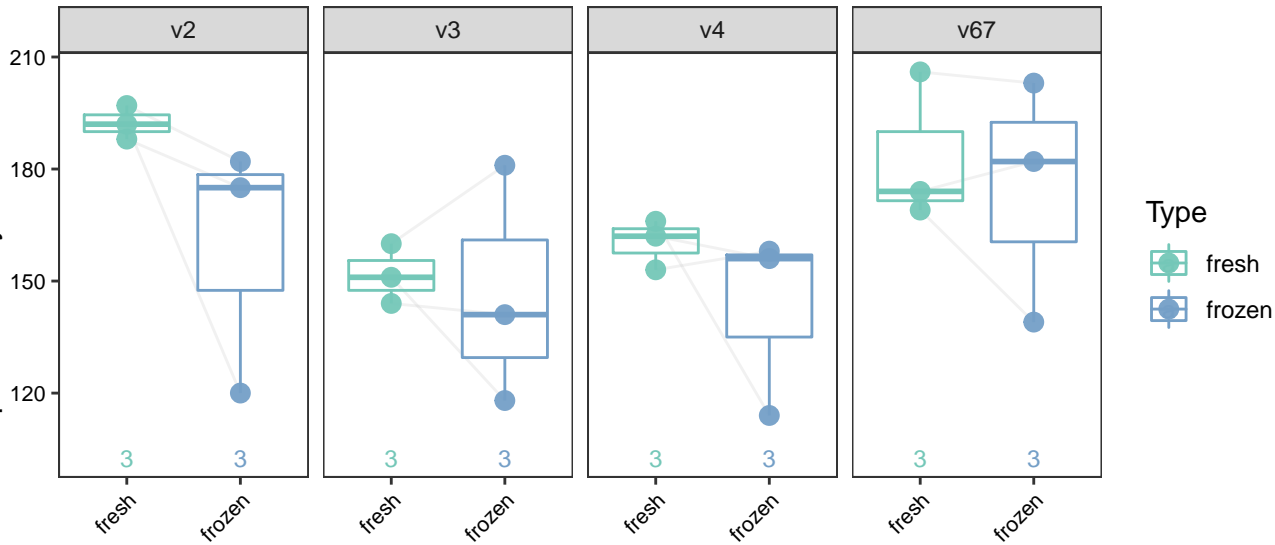 v2 v3 v4 v67
210
180
150
120
3 3 3 3 3 3 3 3
fresh frozen fresh frozen fresh frozen fresh frozen
Type
fresh
frozen